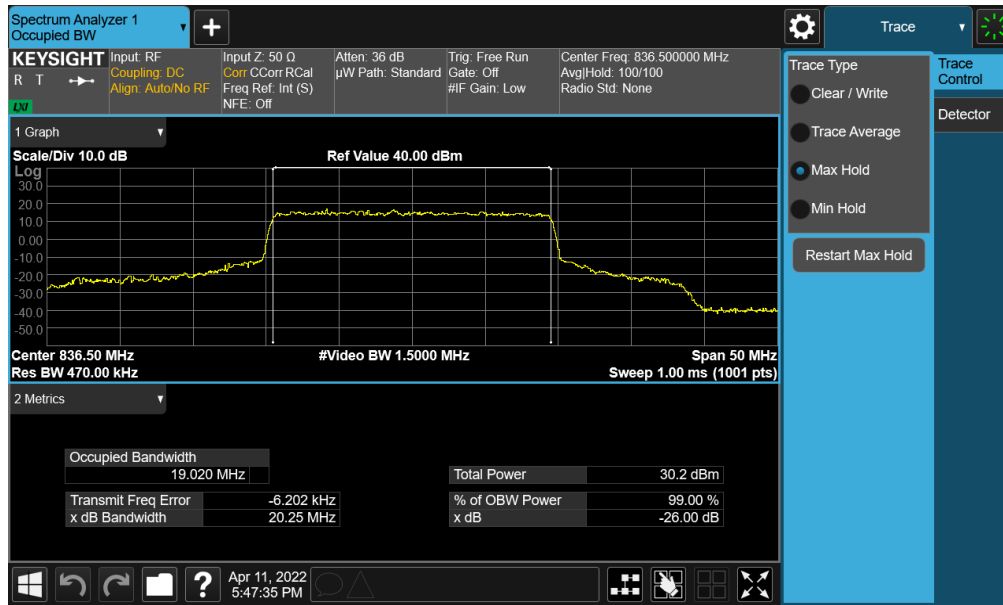 Spectrum Analyzer 1
Occupied BW
Trace
KEYSIGHT
R T
LXI
Input: RF
Coupling: DC
Align: Auto/No RF
Input Z: 50 Ω
Corr CCorr RCal
Freq Ref: Int (S)
NFE: Off
Atten: 36 dB
µW Path: Standard
Trig: Free Run
Gate: Off
#IF Gain: Low
Center Freq: 836.500000 MHz
Avg|Hold: 100/100
Radio Std: None
Trace Type
Clear / Write
Trace Average
Max Hold
Min Hold
Restart Max Hold
Trace
Control
Detector
1 Graph
Scale/Div 10.0 dB
Ref Value 40.00 dBm
Log
30.0
20.0
10.0
0.00
-10.0
-20.0
-30.0
-40.0
-50.0
Center 836.50 MHz
#Video BW 1.5000 MHz
Span 50 MHz
Res BW 470.00 kHz
Sweep 1.00 ms (1001 pts)
2 Metrics
Occupied Bandwidth
19.020 MHz
Total Power 30.2 dBm
Transmit Freq Error -6.202 kHz
% of OBW Power 99.00 %
x dB Bandwidth 20.25 MHz
x dB -26.00 dB
?
Apr 11, 2022
5:47:35 PM